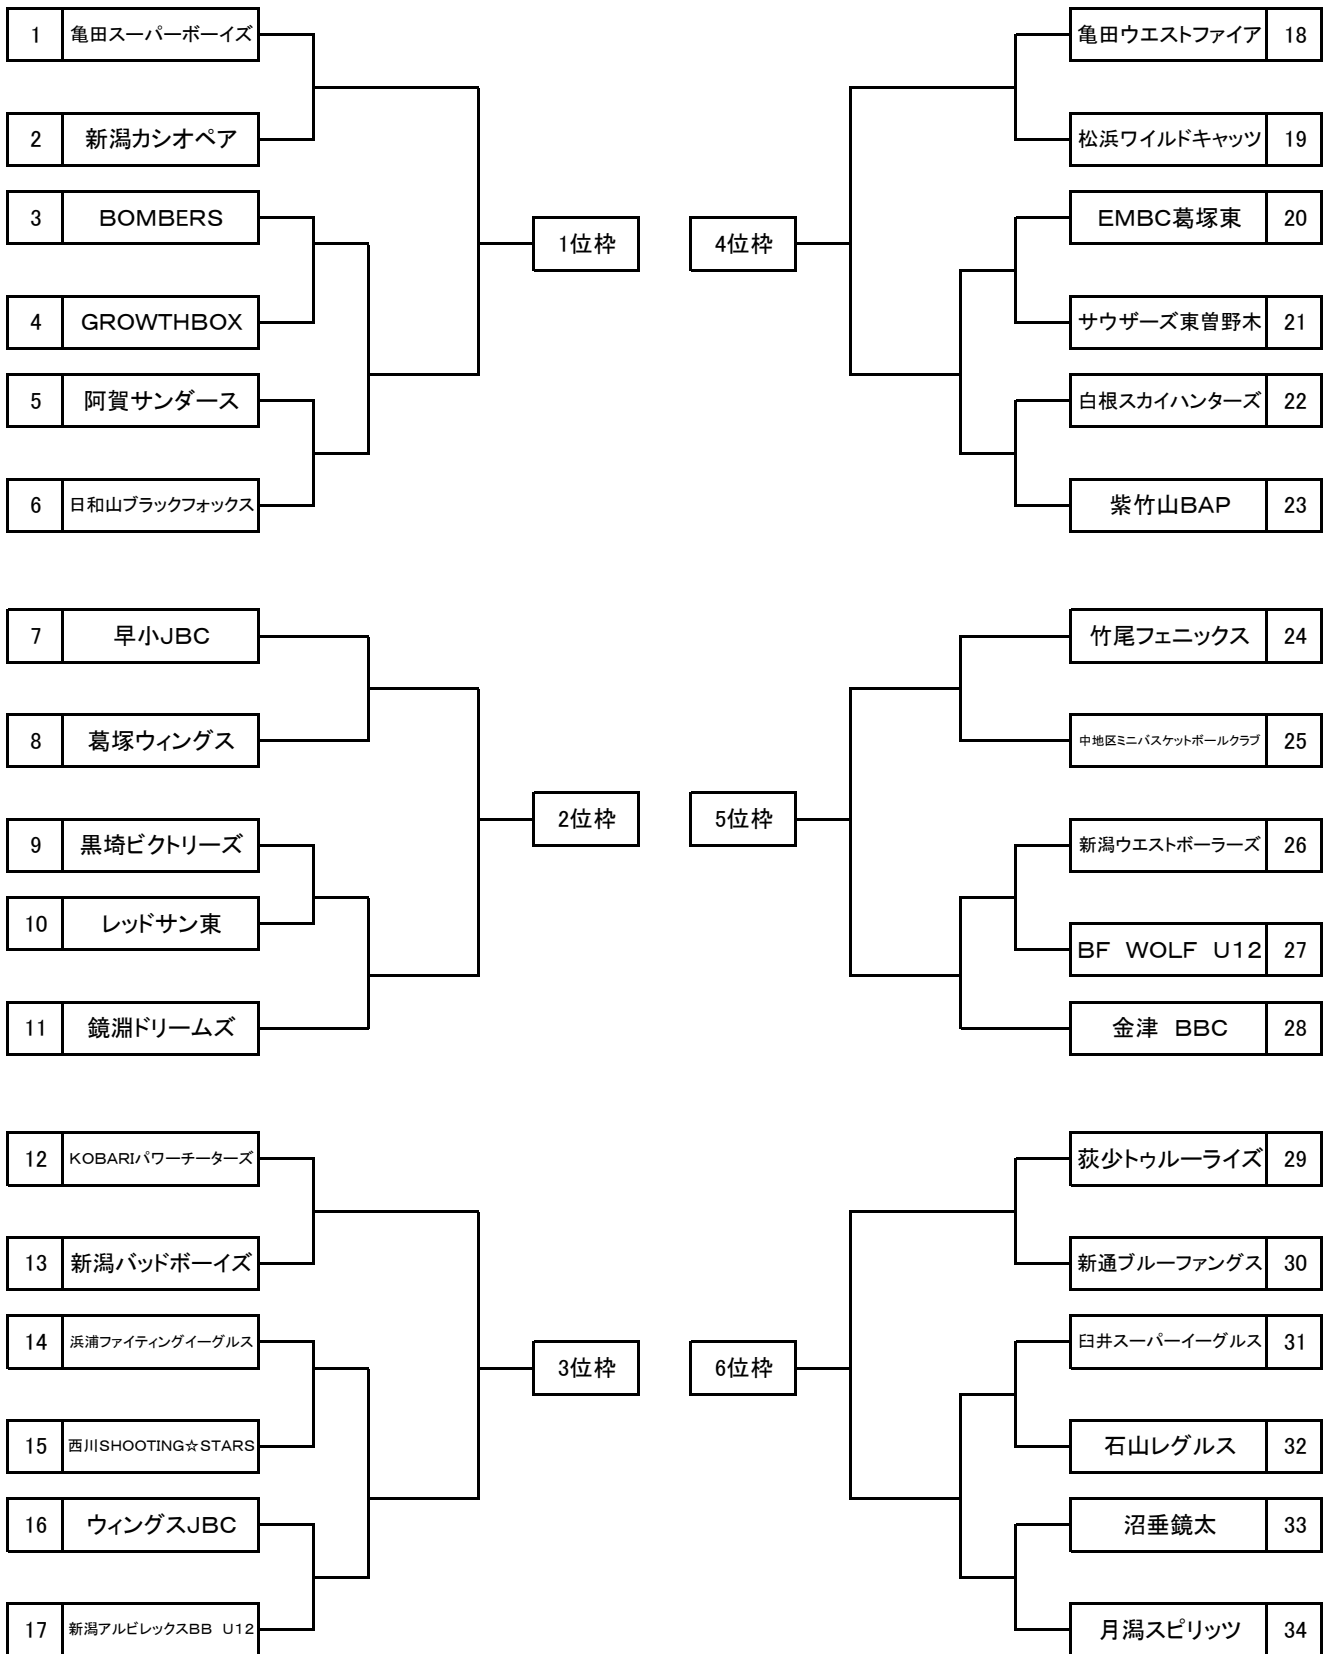 1 亀田スーパーボーイズ
2 新潟カシオペア
3 BOMBERS
4 GROWTHBOX
5 阿賀サンダース
6 日和山ブラックフォックス
1位枠
7 早小JBC
8 葛塚ウィングス
9 黒埼ビクトリーズ
10 レッドサン東
11 鏡淵ドリームズ
2位枠
12 KOBARIパワーチーターズ
13 新潟バッドボーイズ
14 浜浦ファイティングイーグルス
15 西川SHOOTING☆STARS
16 ウィングスJBC
17 新潟アルビレックスBB U12
3位枠
亀田ウエストファイア 18
松浜ワイルドキャッツ 19
EMBC葛塚東 20
サウザーズ東曽野木 21
白根スカイハンターズ 22
紫竹山BAP 23
4位枠
竹尾フェニックス 24
中地区ミニバスケットボールクラブ 25
新潟ウエストボーラーズ 26
BF WOLF U12 27
金津 BBC 28
5位枠
荻少トゥルーライズ 29
新通ブルーファングス 30
臼井スーパーイーグルス 31
石山レグルス 32
沼垂鏡太 33
月潟スピリッツ 34
6位枠